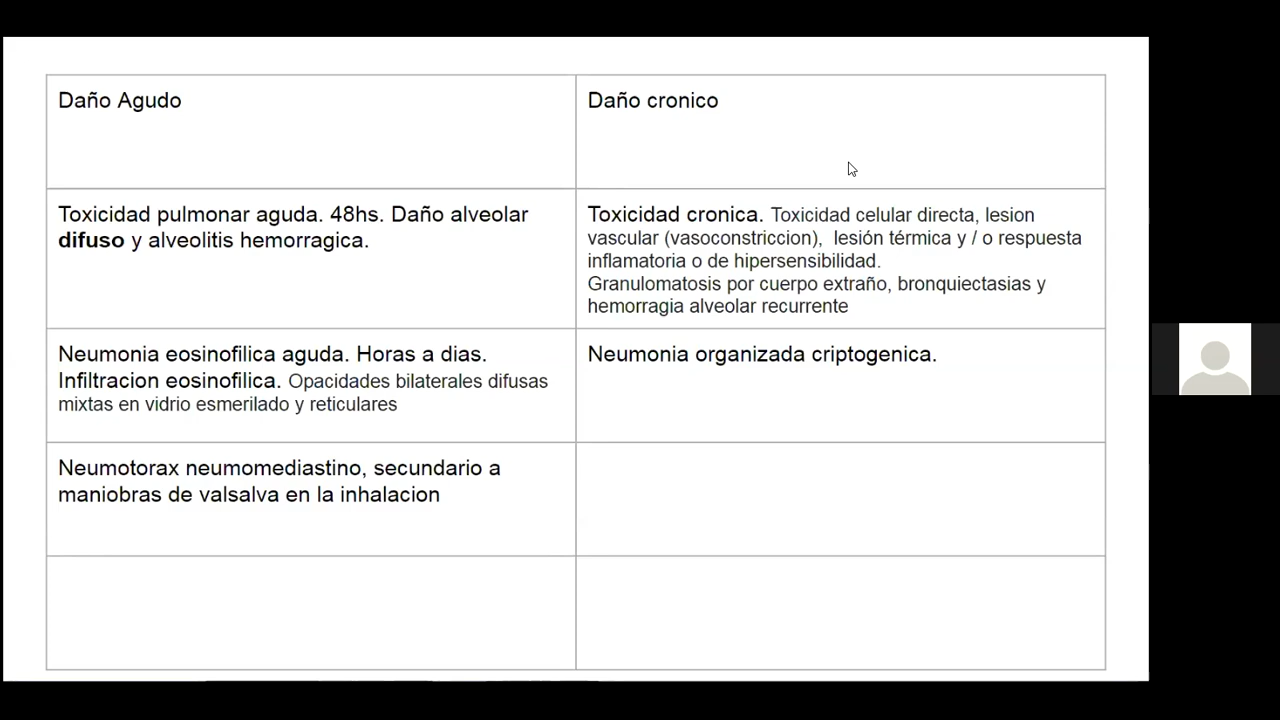 Daño Agudo
Daño cronico
Toxicidad pulmonar aguda. 48hs. Daño alveolar
difuso y alveolitis hemorragica.
Toxicidad cronica. Toxicidad celular directa, lesion
vascular (vasoconstriccion), lesión térmica y / o respuesta
inflamatoria o de hipersensibilidad.
Granulomatosis por cuerpo extraño, bronquiectasias y
hemorragia alveolar recurrente
Neumonia eosinofilica aguda. Horas a dias.
Infiltracion eosinofilica. Opacidades bilaterales difusas
mixtas en vidrio esmerilado y reticulares
Neumonia organizada criptogenica.
Neumotorax neumomediastino, secundario a
maniobras de valsalva en la inhalacion